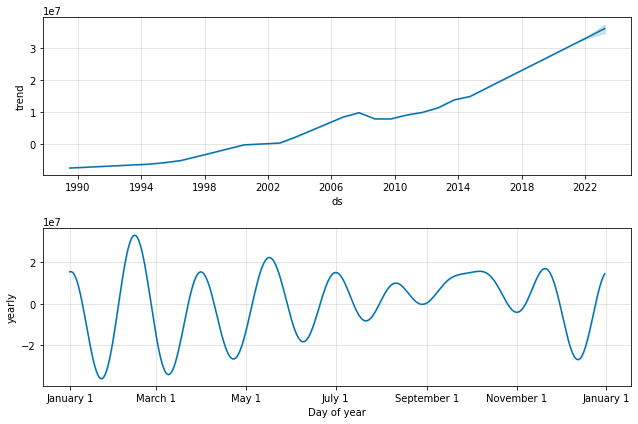 1e7
3
2
1
0
trend
1990 1994 1998 2002 2006 2010 2014 2018 2022
ds
1e7
2
0
−2
yearly
January 1 March 1 May 1 July 1 September 1 November 1 January 1
Day of year